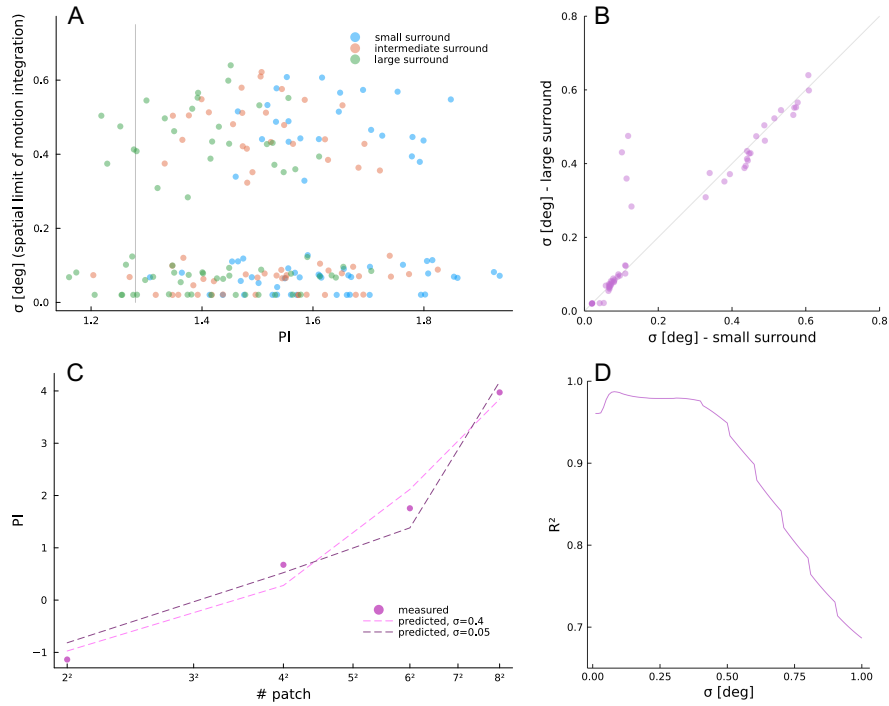 A
small surround
intermediate surround
large surround
σ [deg] (spatial limit of motion integration)
0.6
0.4
0.2
0.0
1.2 1.4 1.6 1.8
PI
B
σ [deg] - large surround
0.8
0.6
0.4
0.2
0.0
0.0 0.2 0.4 0.6 0.8
σ [deg] - small surround
C
PI
4
3
2
1
0
−1
measured
predicted, σ=0.4
predicted, σ=0.05
2² 3² 4² 5² 6² 7² 8²
# patch
D
R²
1.0
0.9
0.8
0.7
0.00 0.25 0.50 0.75 1.00
σ [deg]